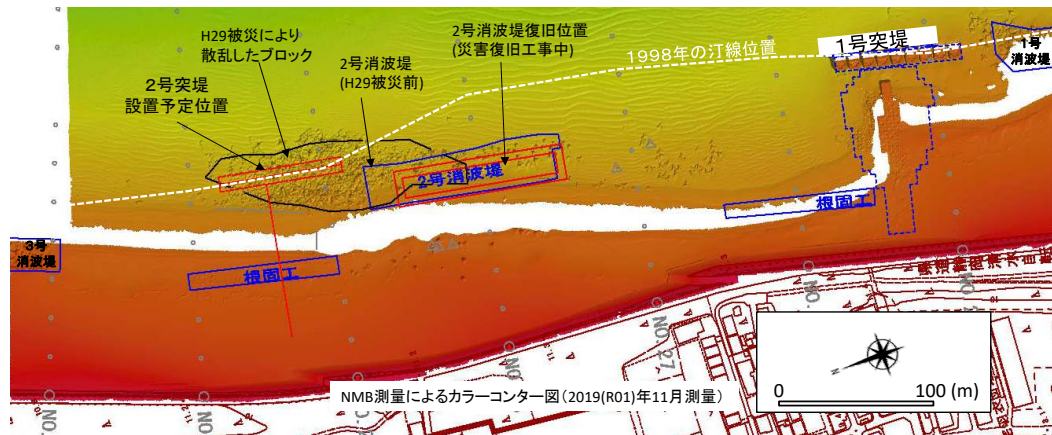 H29被災により
散乱したブロック
2号突堤
設置予定位置
2号消波堤
(H29被災前)
2号消波堤復旧位置
(災害復旧工事中)
1998年の汀線位置
1号突堤
1号
消波堤
2号消波堤
根固工
3号
消波堤
根固工
N
0 100 (m)
NMB測量によるカラーコンター図(2019(R01)年11月測量)